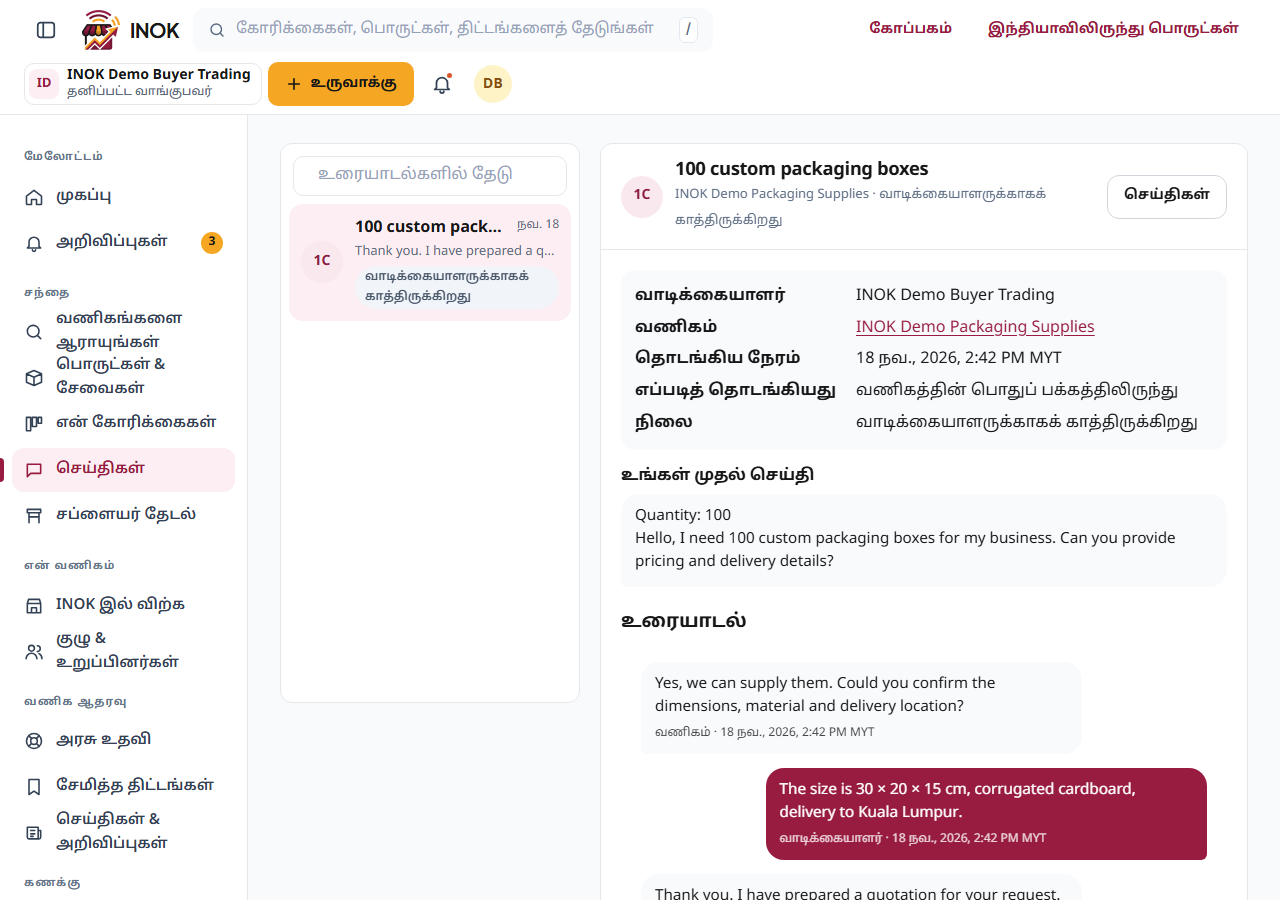 INOK
கோரிக்கைகள், பொருட்கள், திட்டங்களைத் தேடுங்கள்
/
கோப்பகம்
இந்தியாவிலிருந்து பொருட்கள்
ID
INOK Demo Buyer Trading
தனிப்பட்ட வாங்குபவர்
+ உருவாக்கு
DB
மேலோட்டம்
முகப்பு
அறிவிப்புகள்
3
சந்தை
வணிகங்களை
ஆராயுங்கள்
பொருட்கள் &
சேவைகள்
என் கோரிக்கைகள்
செய்திகள்
சப்ளையர் தேடல்
என் வணிகம்
INOK இல் விற்க
குழு &
உறுப்பினர்கள்
வணிக ஆதரவு
அரசு உதவி
சேமித்த திட்டங்கள்
செய்திகள் &
அறிவிப்புகள்
கணக்கு
உரையாடல்களில் தேடு
1C
100 custom pack...
நவ. 18
Thank you. I have prepared a q...
வாடிக்கையாளருக்காகக்
காத்திருக்கிறது
1C
100 custom packaging boxes
INOK Demo Packaging Supplies · வாடிக்கையாளருக்காகக்
காத்திருக்கிறது
செய்திகள்
வாடிக்கையாளர் INOK Demo Buyer Trading
வணிகம் INOK Demo Packaging Supplies
தொடங்கிய நேரம் 18 நவ., 2026, 2:42 PM MYT
எப்படித் தொடங்கியது வணிகத்தின் பொதுப் பக்கத்திலிருந்து
நிலை வாடிக்கையாளருக்காகக் காத்திருக்கிறது
உங்கள் முதல் செய்தி
Quantity: 100
Hello, I need 100 custom packaging boxes for my business. Can you provide
pricing and delivery details?
உரையாடல்
Yes, we can supply them. Could you confirm the
dimensions, material and delivery location?
வணிகம் · 18 நவ., 2026, 2:42 PM MYT
The size is 30 × 20 × 15 cm, corrugated cardboard,
delivery to Kuala Lumpur.
வாடிக்கையாளர் · 18 நவ., 2026, 2:42 PM MYT
Thank you. I have prepared a quotation for your request.